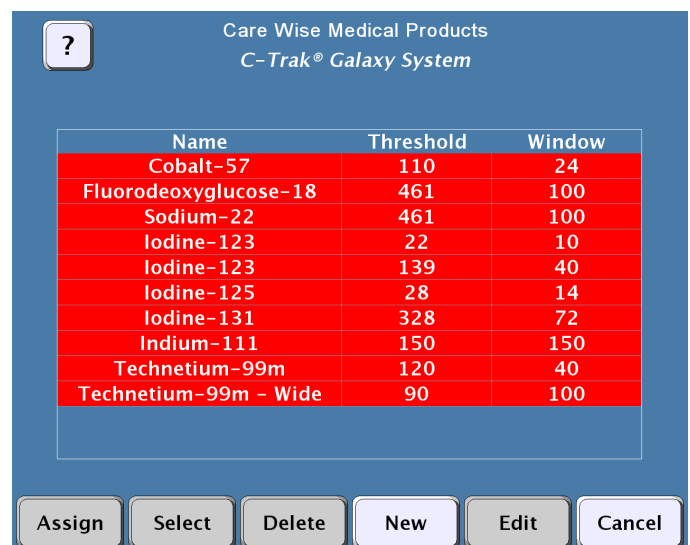 ?
Care Wise Medical Products
C-Trak® Galaxy System
Name Threshold Window
Cobalt-57 110 24
Fluorodeoxyglucose-18 461 100
Sodium-22 461 100
Iodine-123 22 10
Iodine-123 139 40
Iodine-125 28 14
Iodine-131 328 72
Indium-111 150 150
Technetium-99m 120 40
Technetium-99m - Wide 90 100
Assign Select Delete New Edit Cancel